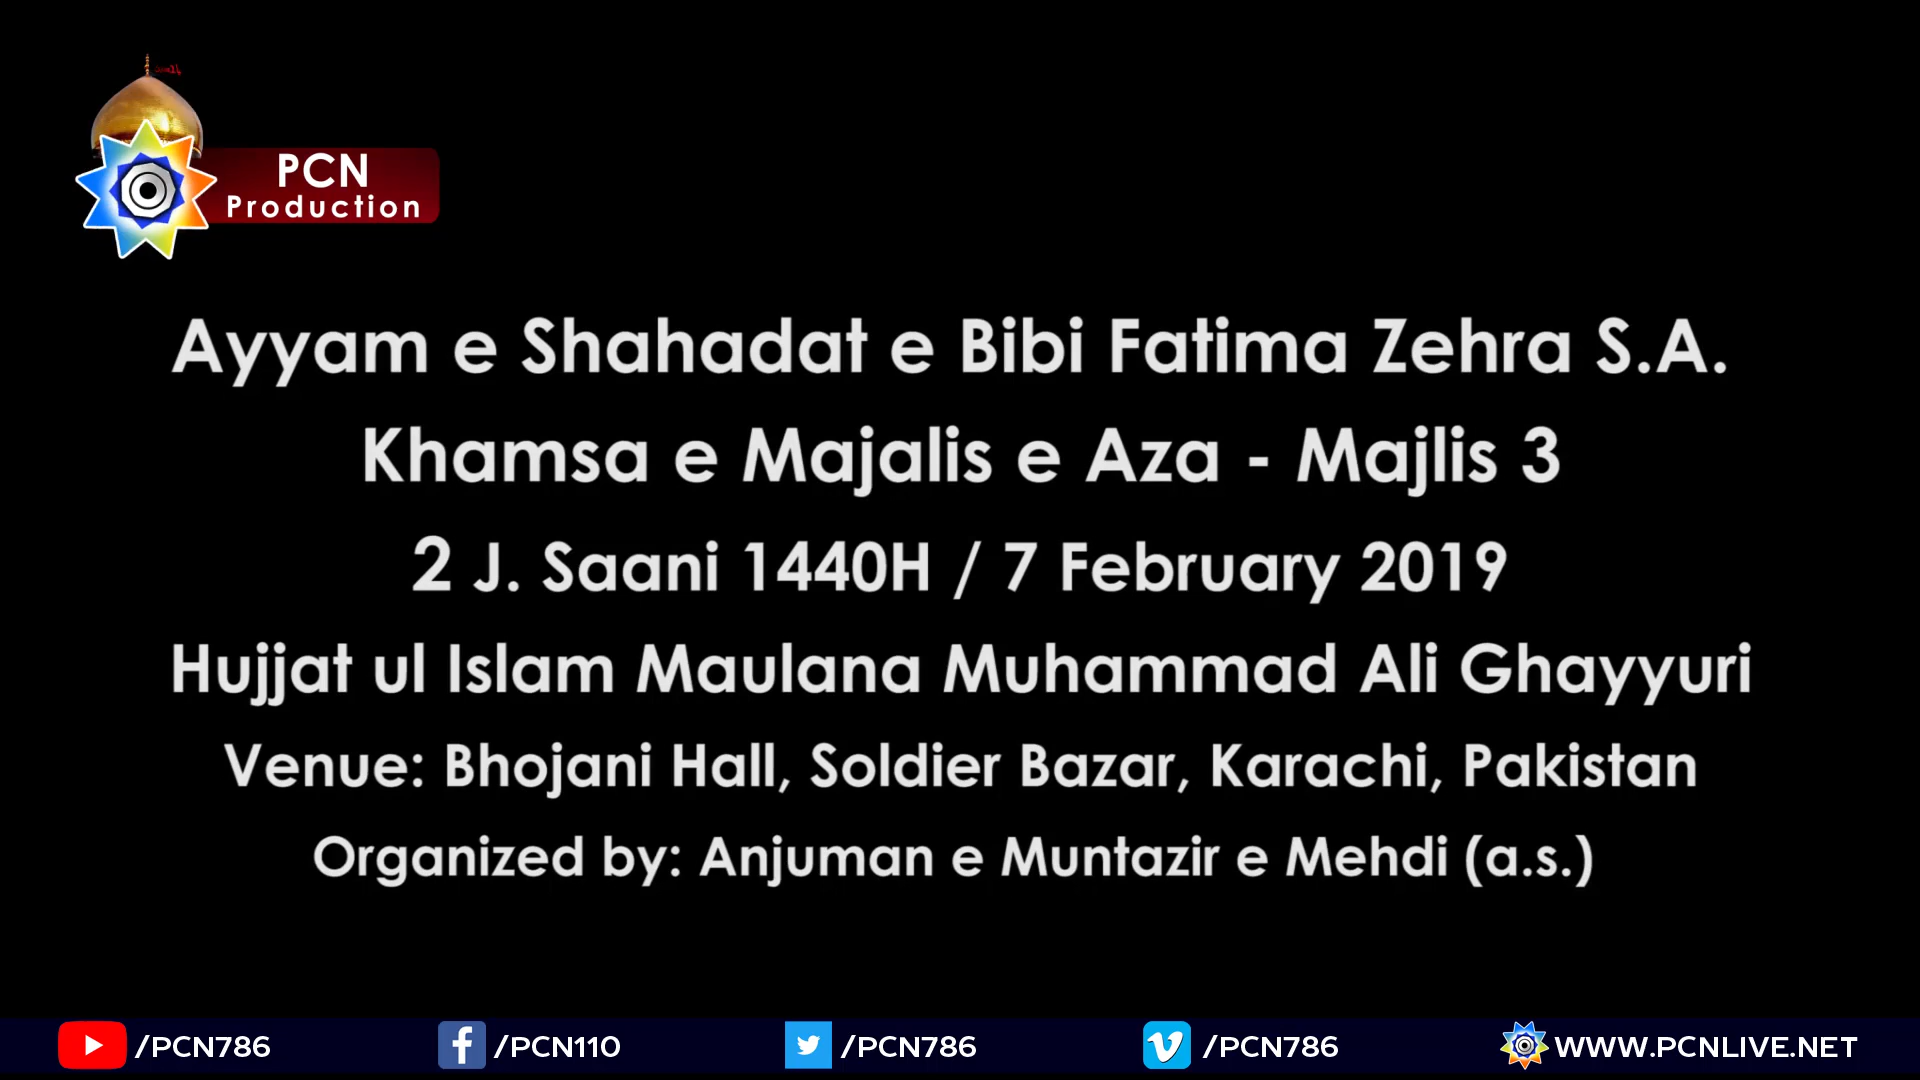 PCN
Production
Ayyam e Shahadat e Bibi Fatima Zehra S.A.
Khamsa e Majalis e Aza - Majlis 3
2 J. Saani 1440H / 7 February 2019
Hujjat ul Islam Maulana Muhammad Ali Ghayyuri
Venue: Bhojani Hall, Soldier Bazar, Karachi, Pakistan
Organized by: Anjuman e Muntazir e Mehdi (a.s.)
/PCN786
/PCN110
/PCN786
/PCN786
WWW.PCNLIVE.NET